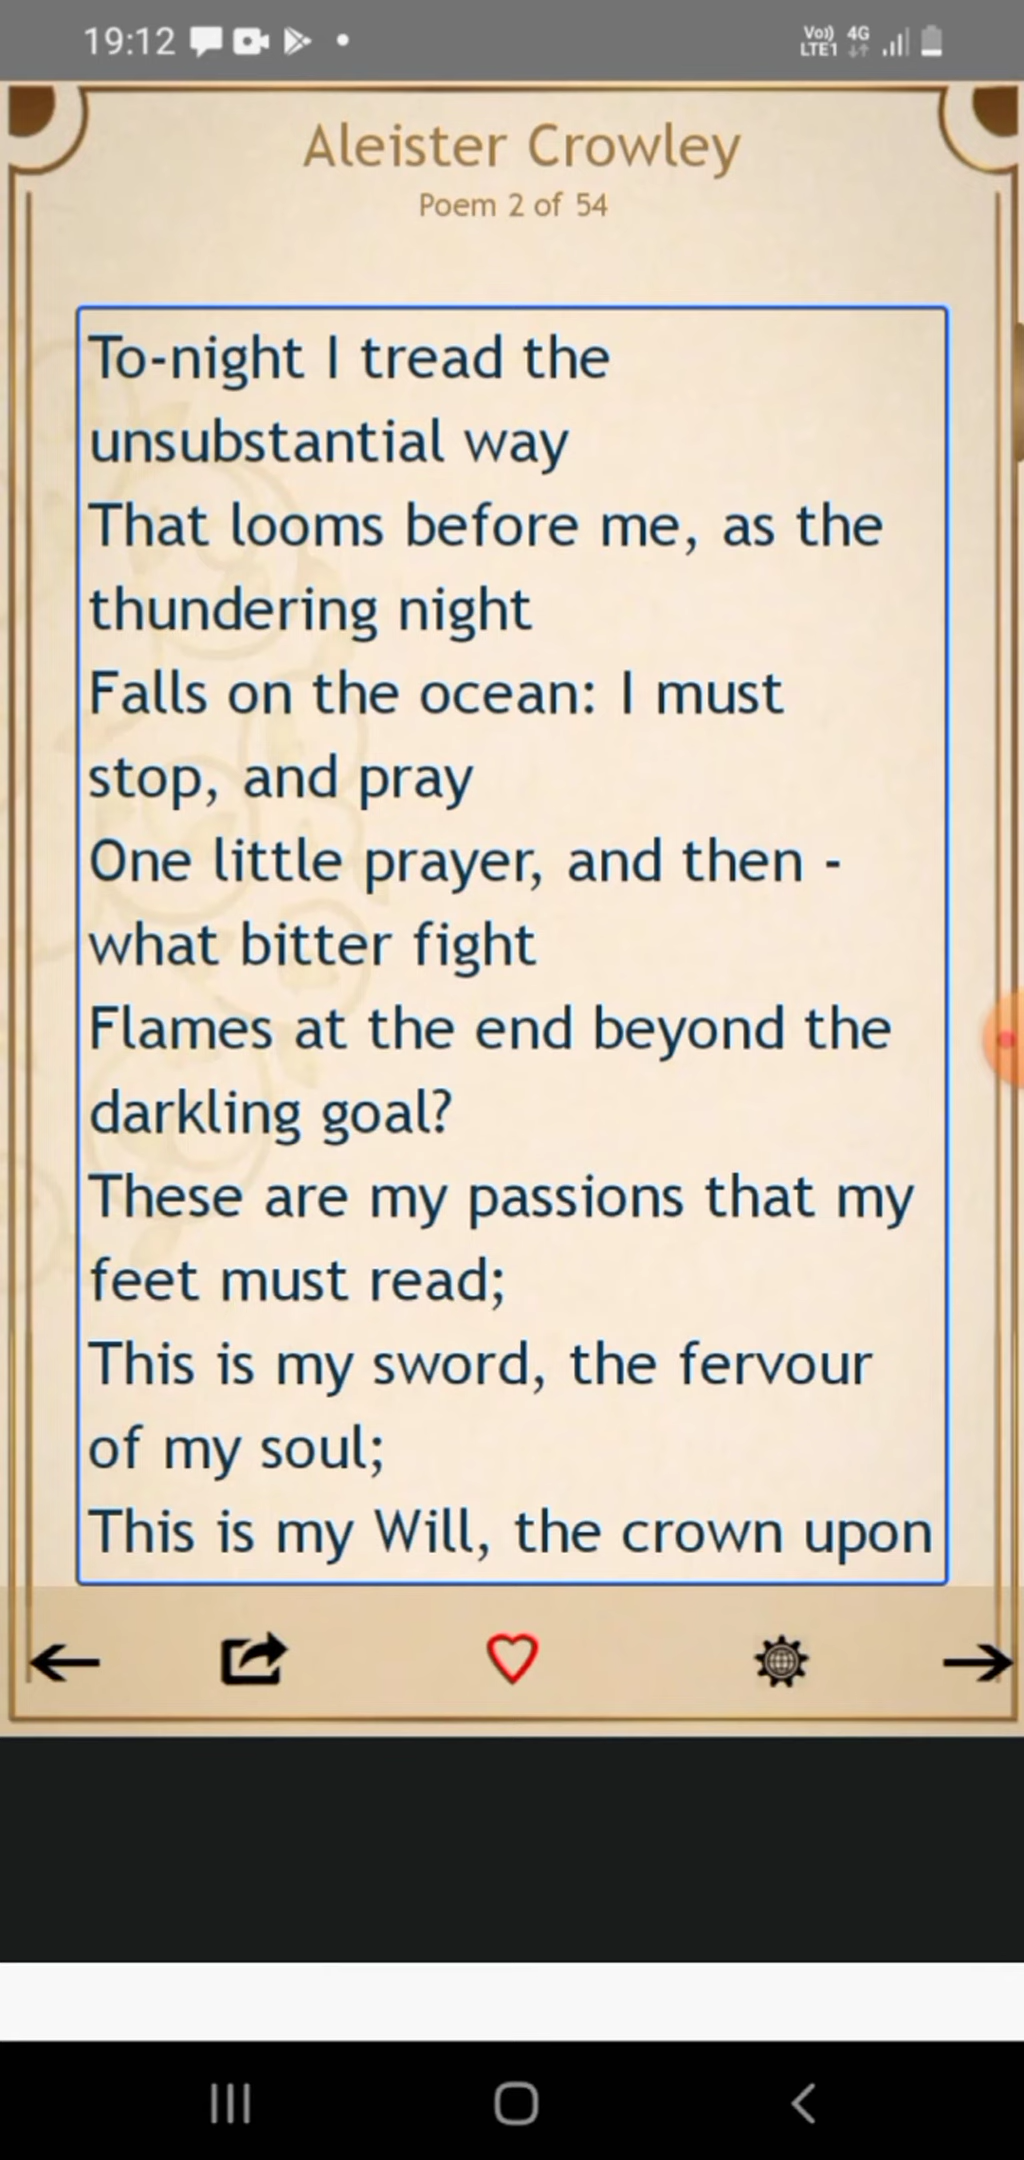 19:12
Vo)) 4G
LTE1
Aleister Crowley
Poem 2 of 54
To-night I tread the
unsubstantial way
That looms before me, as the
thundering night
Falls on the ocean: I must
stop, and pray
One little prayer, and then -
what bitter fight
Flames at the end beyond the
darkling goal?
These are my passions that my
feet must read;
This is my sword, the fervour
of my soul;
This is my Will, the crown upon